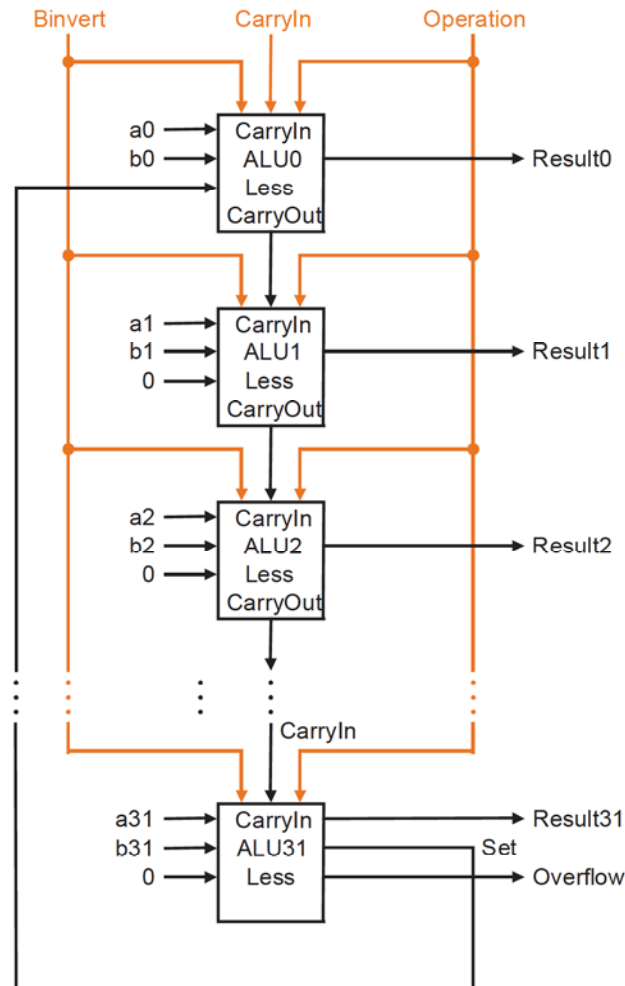 Binvert CarryIn Operation
a0 CarryIn
b0 ALU0 Result0
Less
CarryOut
a1 CarryIn
b1 ALU1 Result1
0 Less
CarryOut
a2 CarryIn
b2 ALU2 Result2
0 Less
CarryOut
CarryIn
a31 CarryIn Result31
b31 ALU31 Set
0 Less Overflow